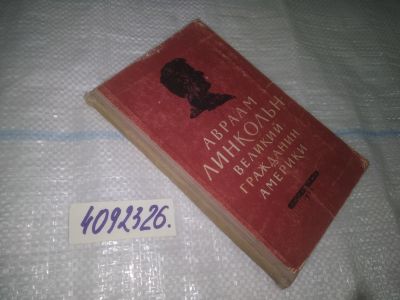 АВРААМ
ЛИНКОЛЬН
ВЕЛИКИЙ
ГРАЖДАНИН
АМЕРИКИ
4092326.